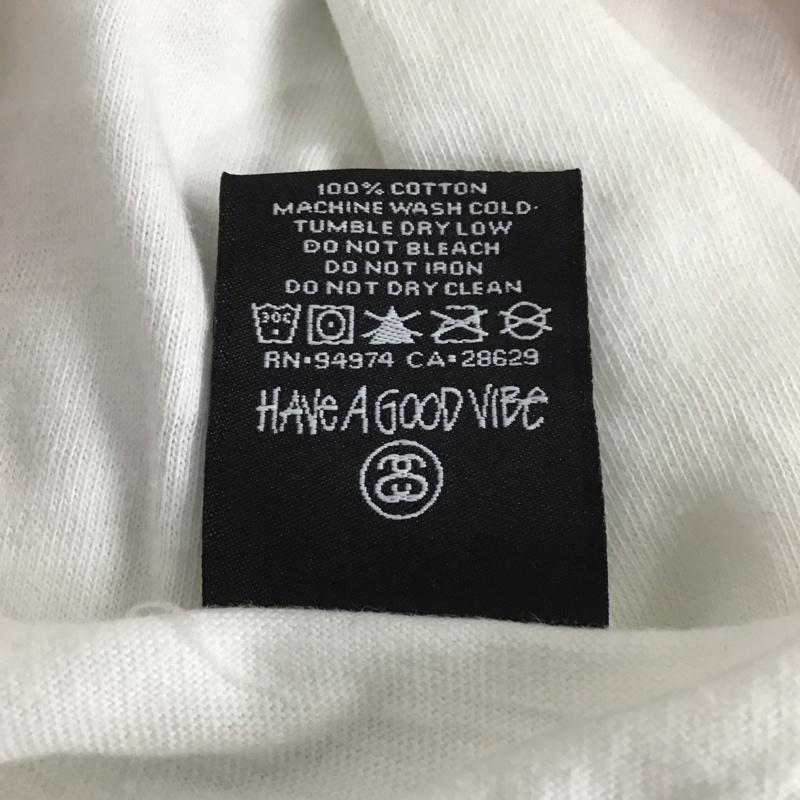 100% COTTON
MACHINE WASH COLD·
TUMBLE DRY LOW
DO NOT BLEACH
DO NOT IRON
DO NOT DRY CLEAN
30C
RN·94974 CA·28629
HAVE A GOOD VIBE